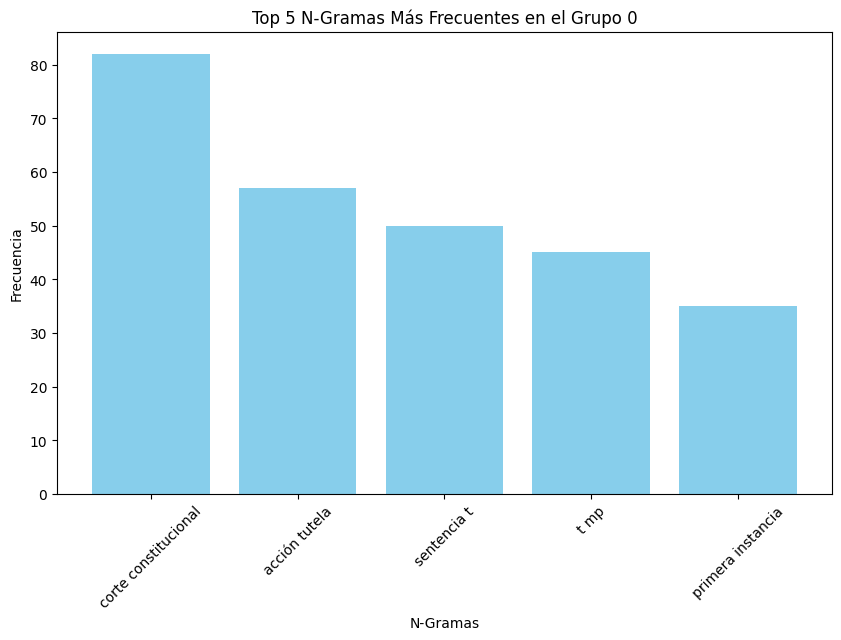 Top 5 N-Gramas Más Frecuentes en el Grupo 0
Frecuencia
80
70
60
50
40
30
20
10
0
corte constitucional
acción tutela
sentencia t
t mp
primera instancia
N-Gramas